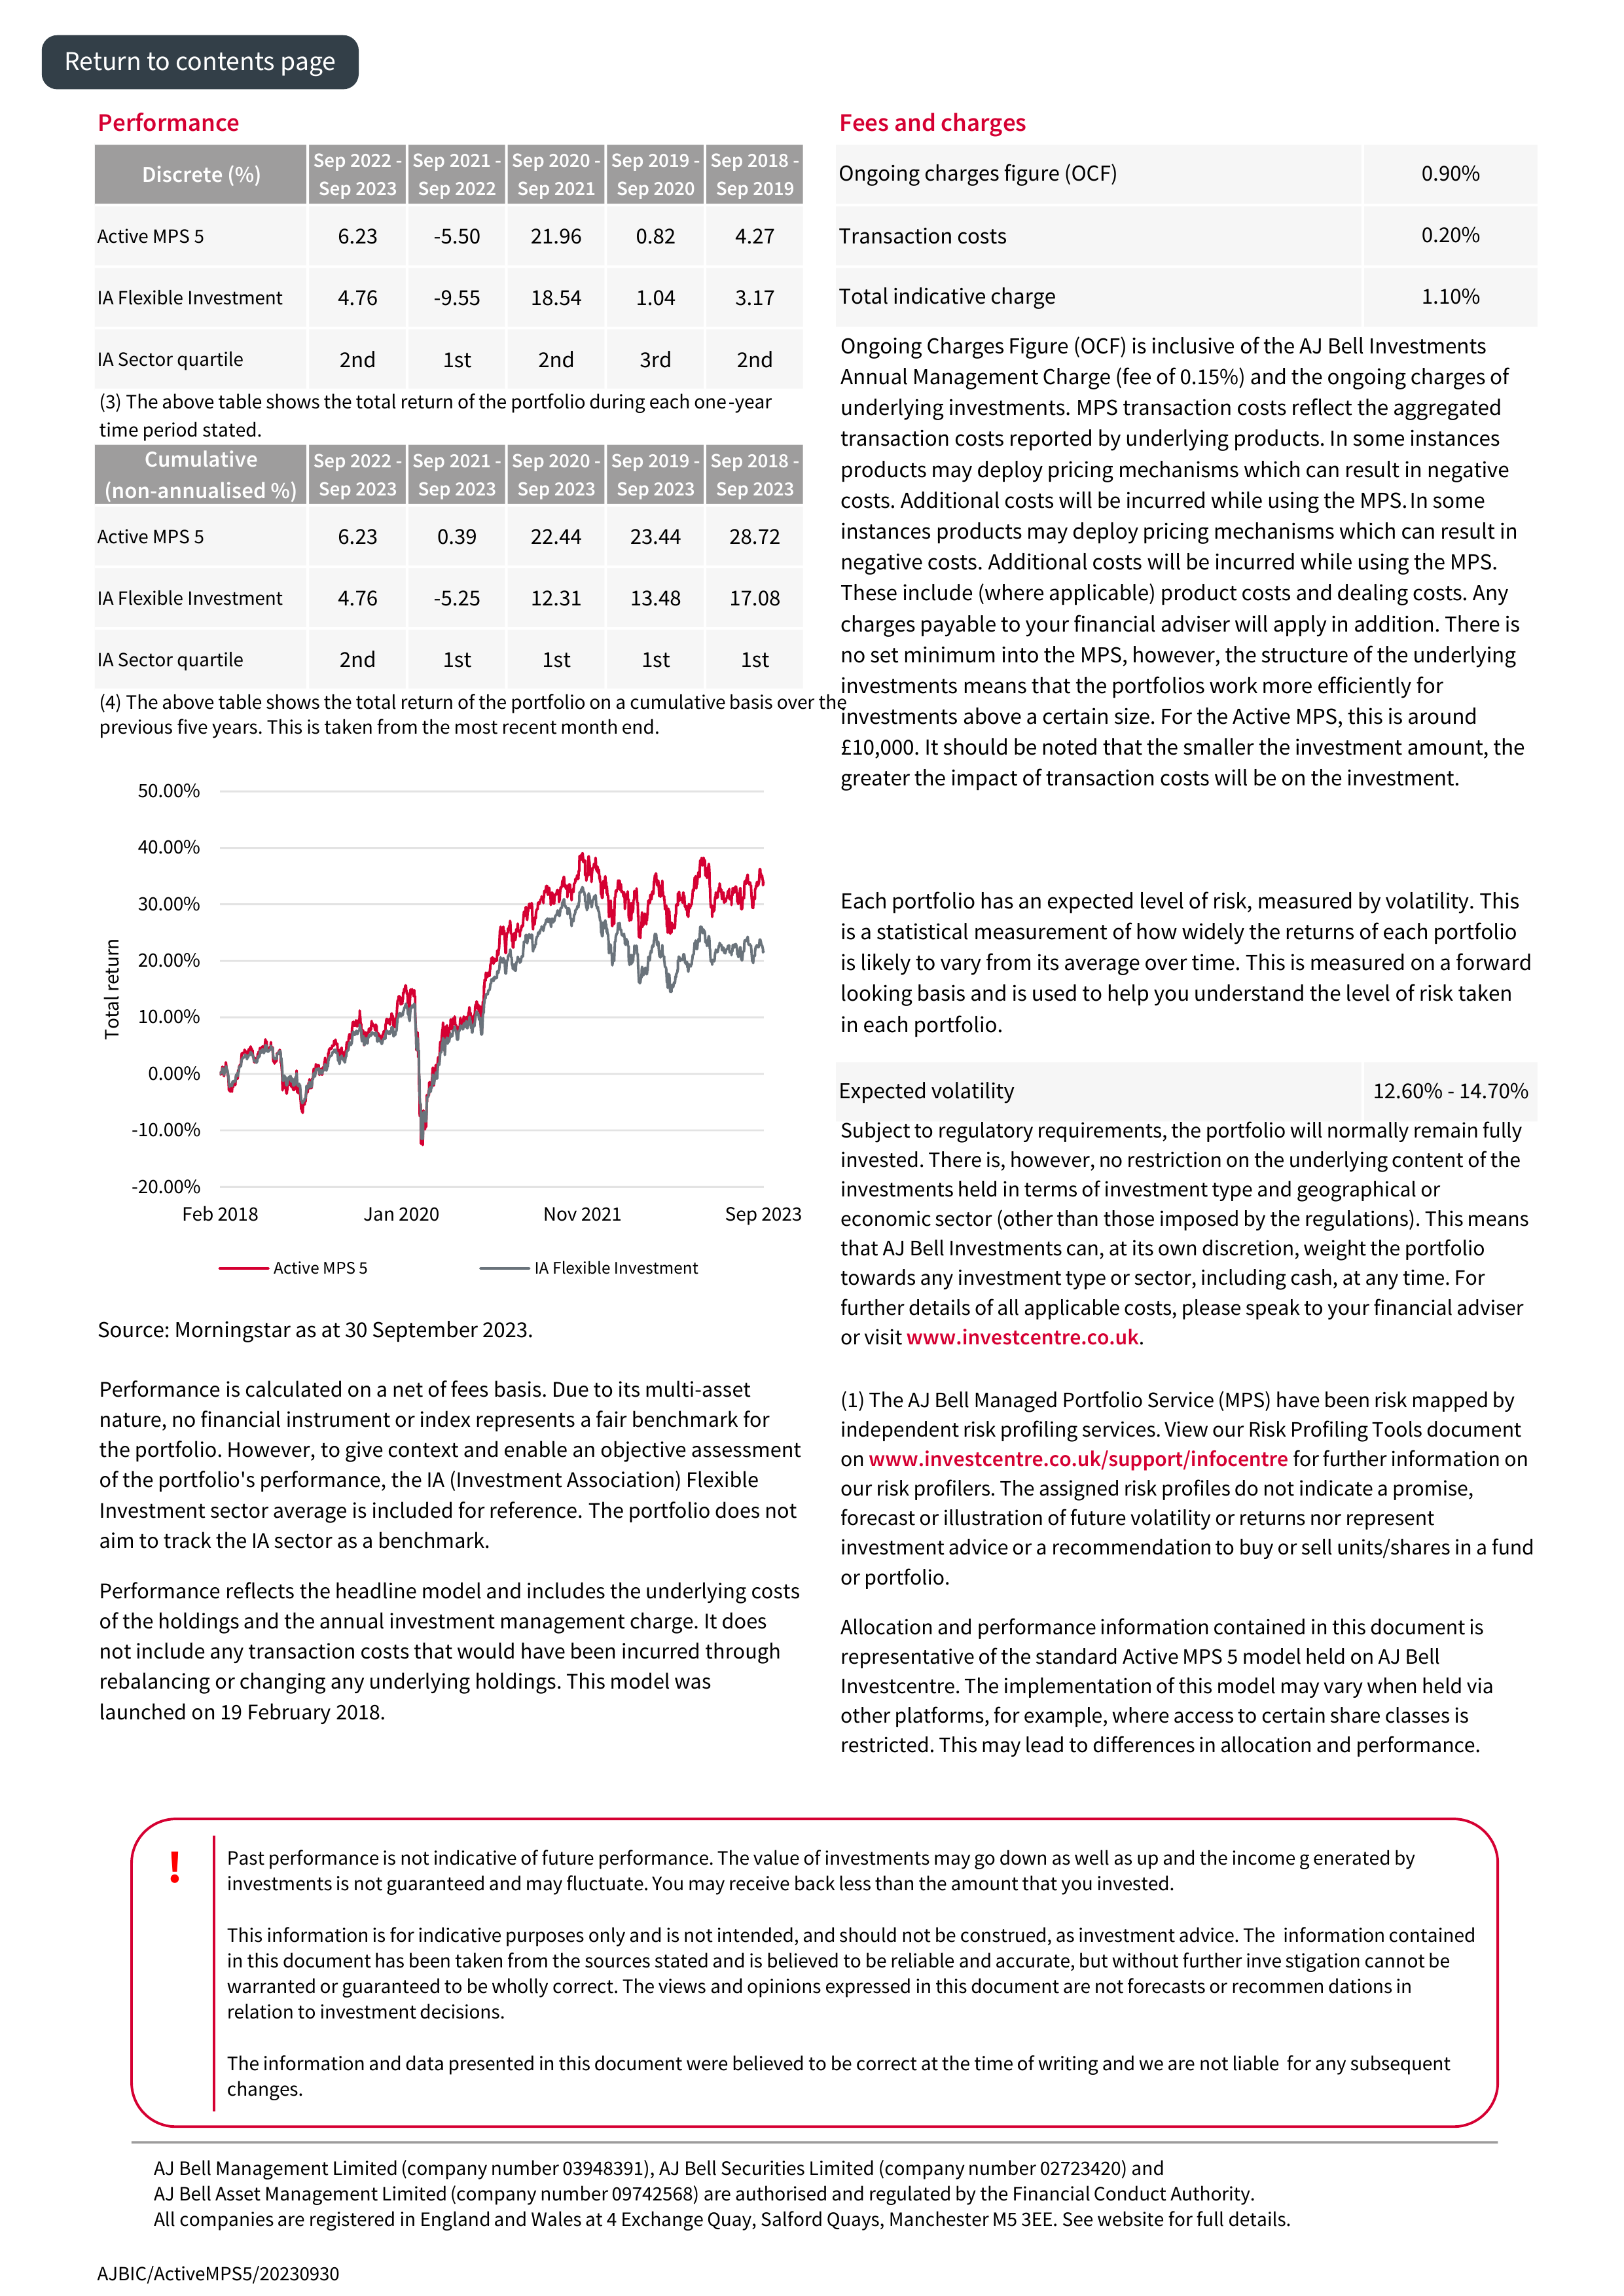 Return to contents page
Performance
Discrete (%)
Sep 2022 - Sep 2021 - Sep 2020 - Sep 2019 - Sep 2018 -
Sep 2023 Sep 2022 Sep 2021 Sep 2020 Sep 2019
Active MPS 5 6.23 -5.50 21.96 0.82 4.27
IA Flexible Investment 4.76 -9.55 18.54 1.04 3.17
IA Sector quartile 2nd 1st 2nd 3rd 2nd
(3) The above table shows the total return of the portfolio during each one-year
time period stated.
Cumulative
(non-annualised %)
Sep 2022 - Sep 2021 - Sep 2020 - Sep 2019 - Sep 2018 -
Sep 2023 Sep 2023 Sep 2023 Sep 2023 Sep 2023
Active MPS 5 6.23 0.39 22.44 23.44 28.72
IA Flexible Investment 4.76 -5.25 12.31 13.48 17.08
IA Sector quartile 2nd 1st 1st 1st 1st
(4) The above table shows the total return of the portfolio on a cumulative basis over the
previous five years. This is taken from the most recent month end.
50.00%
40.00%
30.00%
20.00%
10.00%
0.00%
-10.00%
-20.00%
Total return
Feb 2018 Jan 2020 Nov 2021 Sep 2023
Active MPS 5 IA Flexible Investment
Source: Morningstar as at 30 September 2023.
Performance is calculated on a net of fees basis. Due to its multi-asset
nature, no financial instrument or index represents a fair benchmark for
the portfolio. However, to give context and enable an objective assessment
of the portfolio's performance, the IA (Investment Association) Flexible
Investment sector average is included for reference. The portfolio does not
aim to track the IA sector as a benchmark.
Performance reflects the headline model and includes the underlying costs
of the holdings and the annual investment management charge. It does
not include any transaction costs that would have been incurred through
rebalancing or changing any underlying holdings. This model was
launched on 19 February 2018.
Fees and charges
Ongoing charges figure (OCF) 0.90%
Transaction costs 0.20%
Total indicative charge 1.10%
Ongoing Charges Figure (OCF) is inclusive of the AJ Bell Investments
Annual Management Charge (fee of 0.15%) and the ongoing charges of
underlying investments. MPS transaction costs reflect the aggregated
transaction costs reported by underlying products. In some instances
products may deploy pricing mechanisms which can result in negative
costs. Additional costs will be incurred while using the MPS. In some
instances products may deploy pricing mechanisms which can result in
negative costs. Additional costs will be incurred while using the MPS.
These include (where applicable) product costs and dealing costs. Any
charges payable to your financial adviser will apply in addition. There is
no set minimum into the MPS, however, the structure of the underlying
investments means that the portfolios work more efficiently for
investments above a certain size. For the Active MPS, this is around
£10,000. It should be noted that the smaller the investment amount, the
greater the impact of transaction costs will be on the investment.
Each portfolio has an expected level of risk, measured by volatility. This
is a statistical measurement of how widely the returns of each portfolio
is likely to vary from its average over time. This is measured on a forward
looking basis and is used to help you understand the level of risk taken
in each portfolio.
Expected volatility 12.60% - 14.70%
Subject to regulatory requirements, the portfolio will normally remain fully
invested. There is, however, no restriction on the underlying content of the
investments held in terms of investment type and geographical or
economic sector (other than those imposed by the regulations). This means
that AJ Bell Investments can, at its own discretion, weight the portfolio
towards any investment type or sector, including cash, at any time. For
further details of all applicable costs, please speak to your financial adviser
or visit www.investcentre.co.uk.
(1) The AJ Bell Managed Portfolio Service (MPS) have been risk mapped by
independent risk profiling services. View our Risk Profiling Tools document
on www.investcentre.co.uk/support/infocentre for further information on
our risk profilers. The assigned risk profiles do not indicate a promise,
forecast or illustration of future volatility or returns nor represent
investment advice or a recommendation to buy or sell units/shares in a fund
or portfolio.
Allocation and performance information contained in this document is
representative of the standard Active MPS 5 model held on AJ Bell
Investcentre. The implementation of this model may vary when held via
other platforms, for example, where access to certain share classes is
restricted. This may lead to differences in allocation and performance.
!
Past performance is not indicative of future performance. The value of investments may go down as well as up and the income g enerated by
investments is not guaranteed and may fluctuate. You may receive back less than the amount that you invested.
This information is for indicative purposes only and is not intended, and should not be construed, as investment advice. The information contained
in this document has been taken from the sources stated and is believed to be reliable and accurate, but without further inve stigation cannot be
warranted or guaranteed to be wholly correct. The views and opinions expressed in this document are not forecasts or recommen dations in
relation to investment decisions.
The information and data presented in this document were believed to be correct at the time of writing and we are not liable for any subsequent
changes.
AJ Bell Management Limited (company number 03948391), AJ Bell Securities Limited (company number 02723420) and
AJ Bell Asset Management Limited (company number 09742568) are authorised and regulated by the Financial Conduct Authority.
All companies are registered in England and Wales at 4 Exchange Quay, Salford Quays, Manchester M5 3EE. See website for full details.
AJBIC/ActiveMPS5/20230930